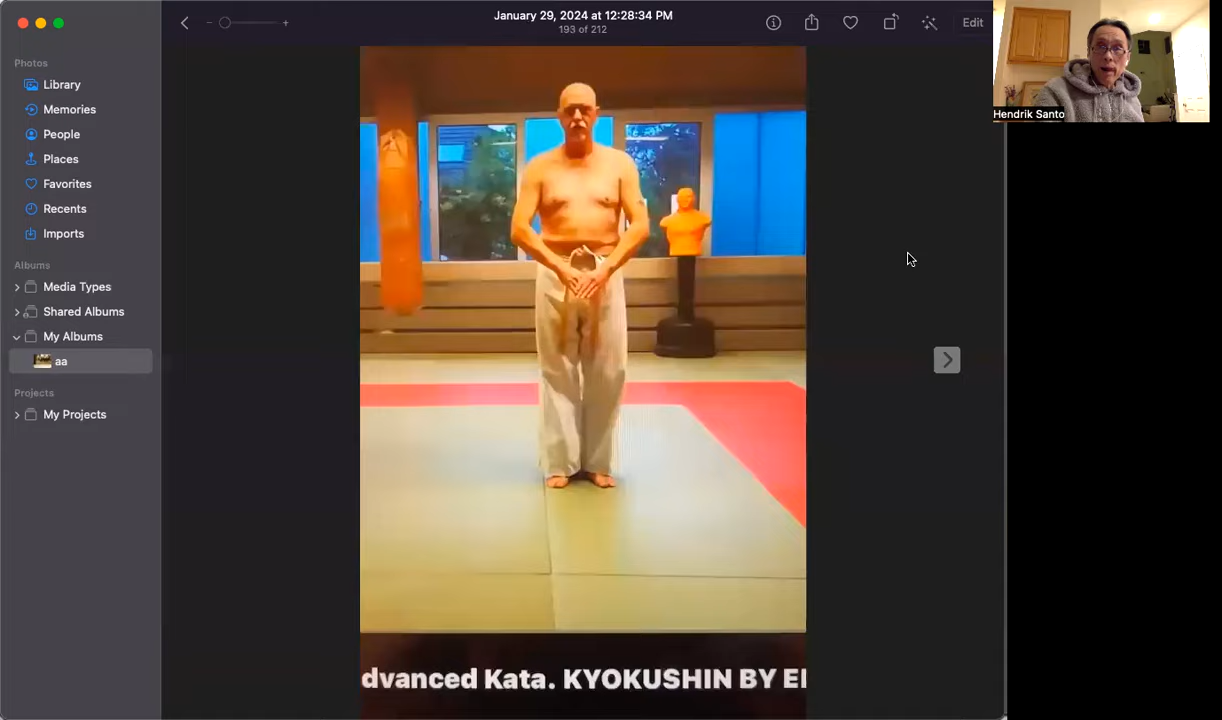 January 29, 2024 at 12:28:34 PM
193 of 212
Edit
Photos
Library
Memories
People
Places
Favorites
Recents
Imports
Albums
Media Types
Shared Albums
My Albums
aa
Projects
My Projects
Hendrik Santo
dvanced Kata. KYOKUSHIN BY